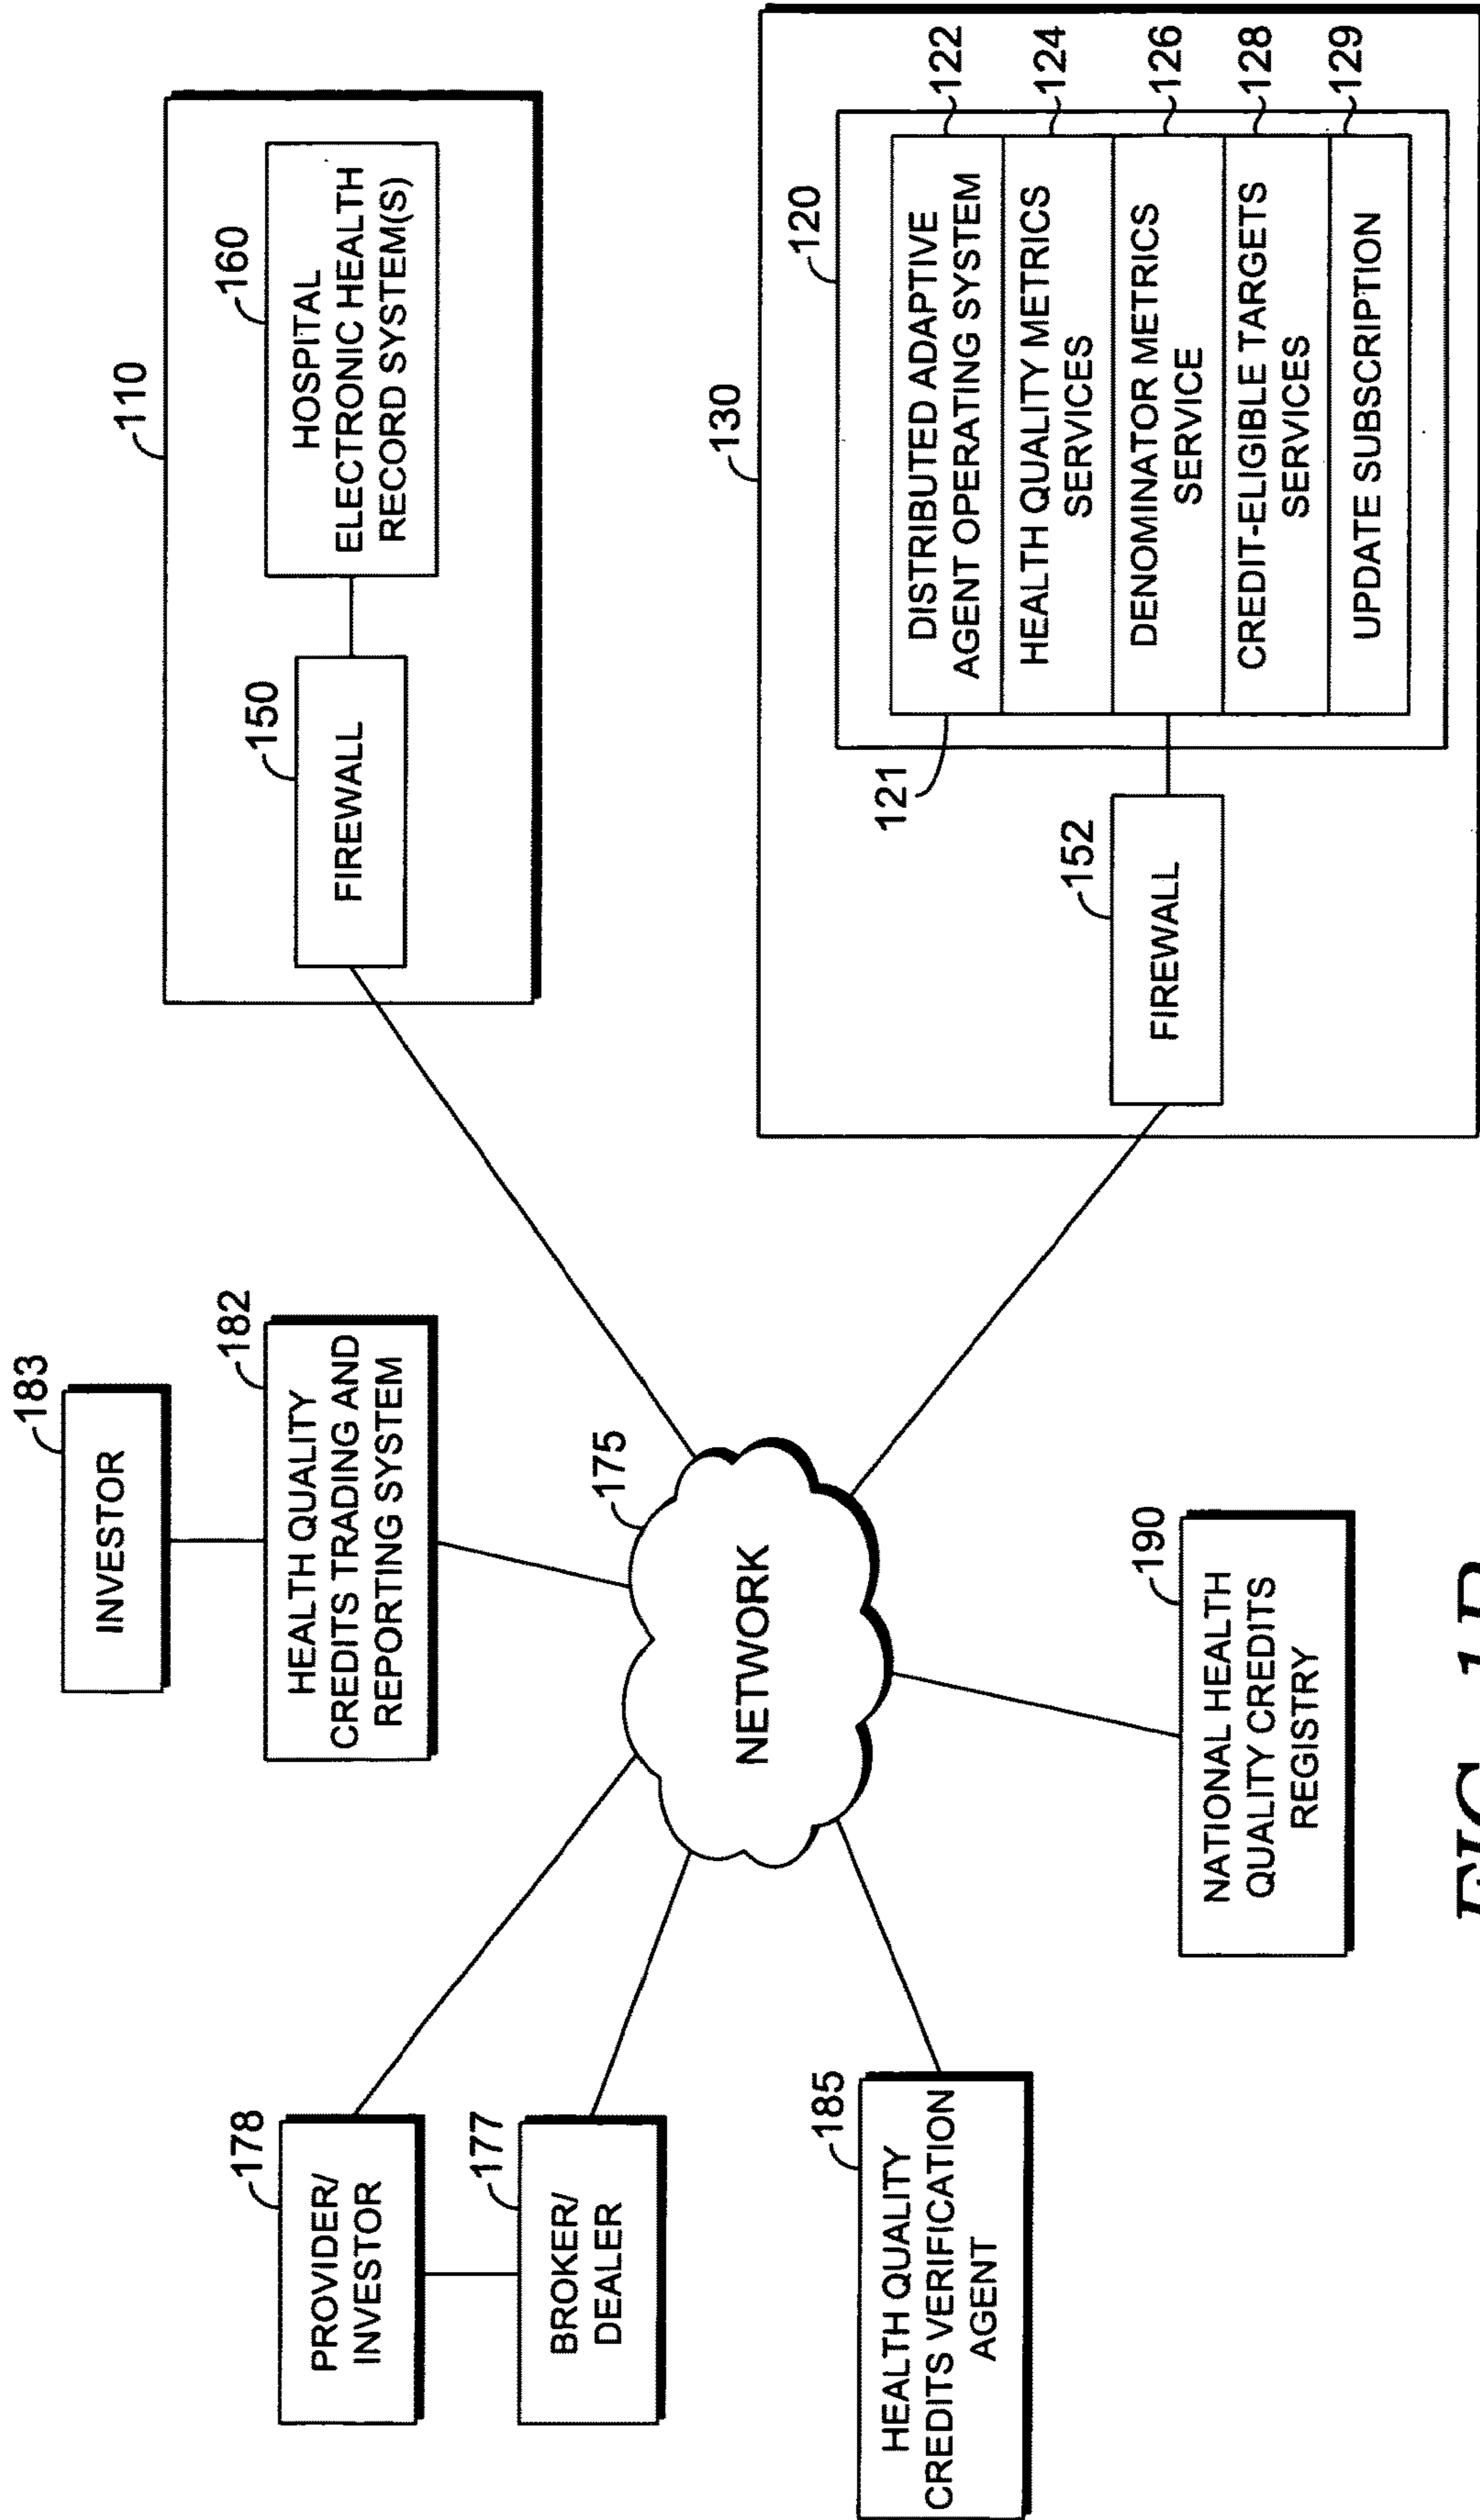 183
INVESTOR
182
HEALTH QUALITY
CREDITS TRADING AND
REPORTING SYSTEM
178
PROVIDER/
INVESTOR
177
BROKER/
DEALER
185
HEALTH QUALITY
CREDITS VERIFICATION
AGENT
175
NETWORK
190
NATIONAL HEALTH
QUALITY CREDITS
REGISTRY
110
150
FIREWALL
160
HOSPITAL
ELECTRONIC HEALTH
RECORD SYSTEM(S)
130
152
FIREWALL
120
121
DISTRIBUTED ADAPTIVE
AGENT OPERATING SYSTEM
122
HEALTH QUALITY METRICS
SERVICES
124
DENOMINATOR METRICS
SERVICE
126
CREDIT-ELIGIBLE TARGETS
SERVICES
128
UPDATE SUBSCRIPTION
129
FIG.